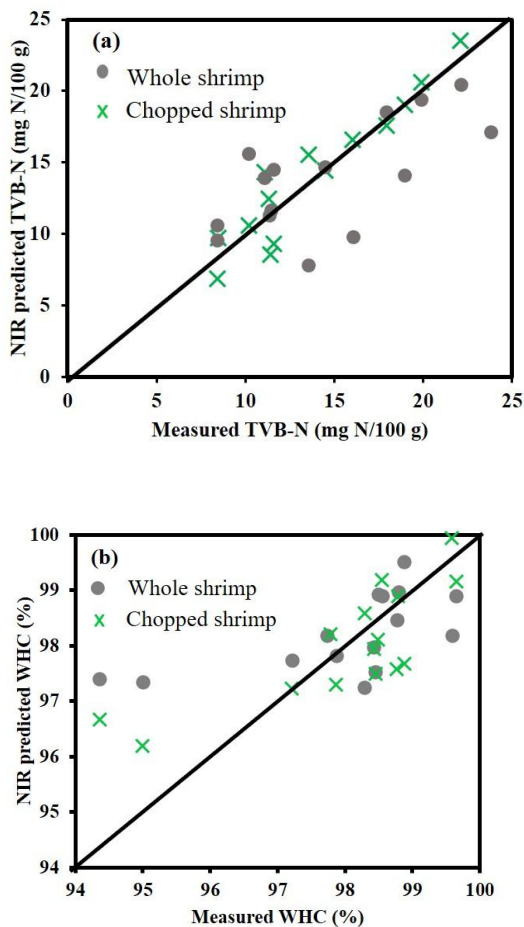 25
(a)
Whole shrimp
Chopped shrimp
20
15
10
5
0
NIR predicted TVB-N (mg N/100 g)
0 5 10 15 20 25
Measured TVB-N (mg N/100 g)
100
(b)
Whole shrimp
Chopped shrimp
99
98
97
96
95
94
NIR predicted WHC (%)
94 95 96 97 98 99 100
Measured WHC (%)